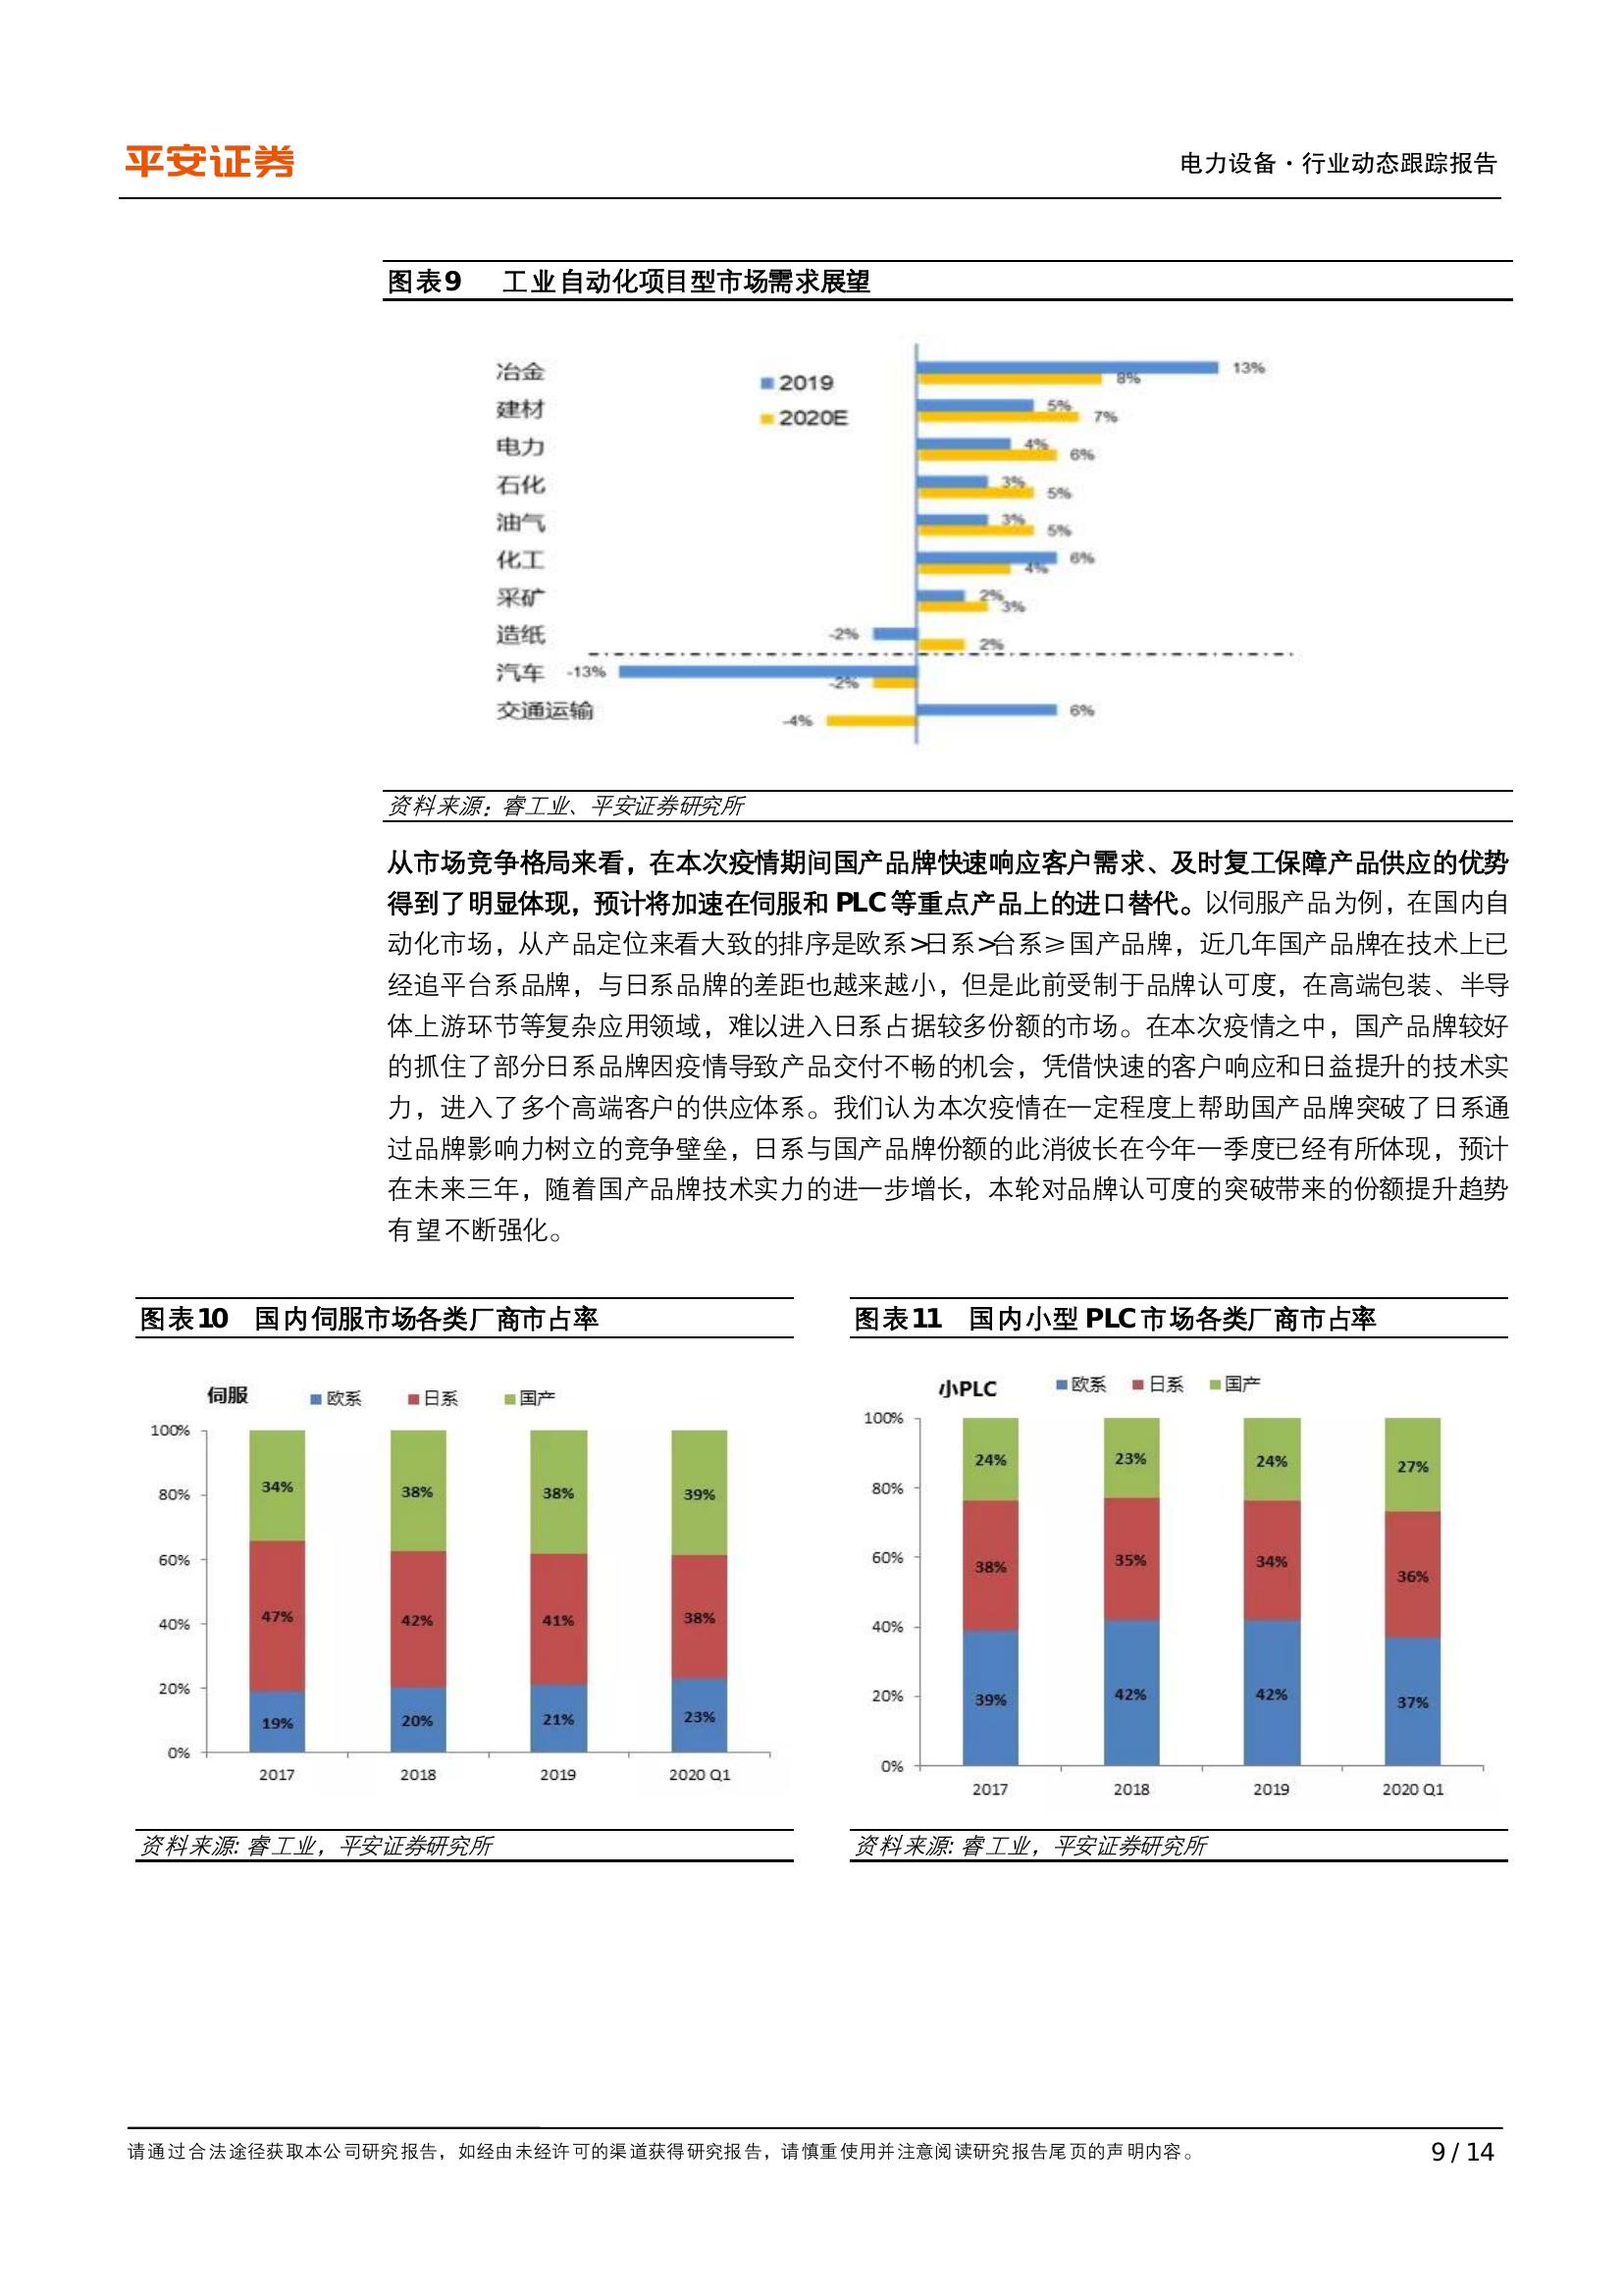 平安证券
电力设备·行业动态跟踪报告
图表9 工业自动化项目型市场需求展望
2019
2020E
冶金 13% 8%
建材 5% 7%
电力 4% 6%
石化 3% 5%
油气 3% 5%
化工 6% 4%
采矿 2% 3%
造纸 -2% 2%
汽车 -13% -2%
交通运输 -4% 6%
资料来源：睿工业、平安证券研究所
从市场竞争格局来看，在本次疫情期间国产品牌快速响应客户需求、及时复工保障产品供应的优势
得到了明显体现，预计将加速在伺服和 PLC 等重点产品上的进口替代。以伺服产品为例，在国内自
动化市场，从产品定位来看大致的排序是欧系>日系>台系≥国产品牌，近几年国产品牌在技术上已
经追平台系品牌，与日系品牌的差距也越来越小，但是此前受制于品牌认可度，在高端包装、半导
体上游环节等复杂应用领域，难以进入日系占据较多份额的市场。在本次疫情之中，国产品牌较好
的抓住了部分日系品牌因疫情导致产品交付不畅的机会，凭借快速的客户响应和日益提升的技术实
力，进入了多个高端客户的供应体系。我们认为本次疫情在一定程度上帮助国产品牌突破了日系通
过品牌影响力树立的竞争壁垒，日系与国产品牌份额的此消彼长在今年一季度已经有所体现，预计
在未来三年，随着国产品牌技术实力的进一步增长，本轮对品牌认可度的突破带来的份额提升趋势
有望不断强化。
图表10 国内伺服市场各类厂商市占率
伺服 欧系 日系 国产
100%
80%
60%
40%
20%
0%
34% 38% 38% 39%
47% 42% 41% 38%
19% 20% 21% 23%
2017 2018 2019 2020 Q1
资料来源: 睿工业，平安证券研究所
图表11 国内小型 PLC 市场各类厂商市占率
小PLC 欧系 日系 国产
100%
80%
60%
40%
20%
0%
24% 23% 24% 27%
38% 35% 34% 36%
39% 42% 42% 37%
2017 2018 2019 2020 Q1
资料来源: 睿工业，平安证券研究所
请通过合法途径获取本公司研究报告，如经由未经许可的渠道获得研究报告，请慎重使用并注意阅读研究报告尾页的声明内容。
9 / 14